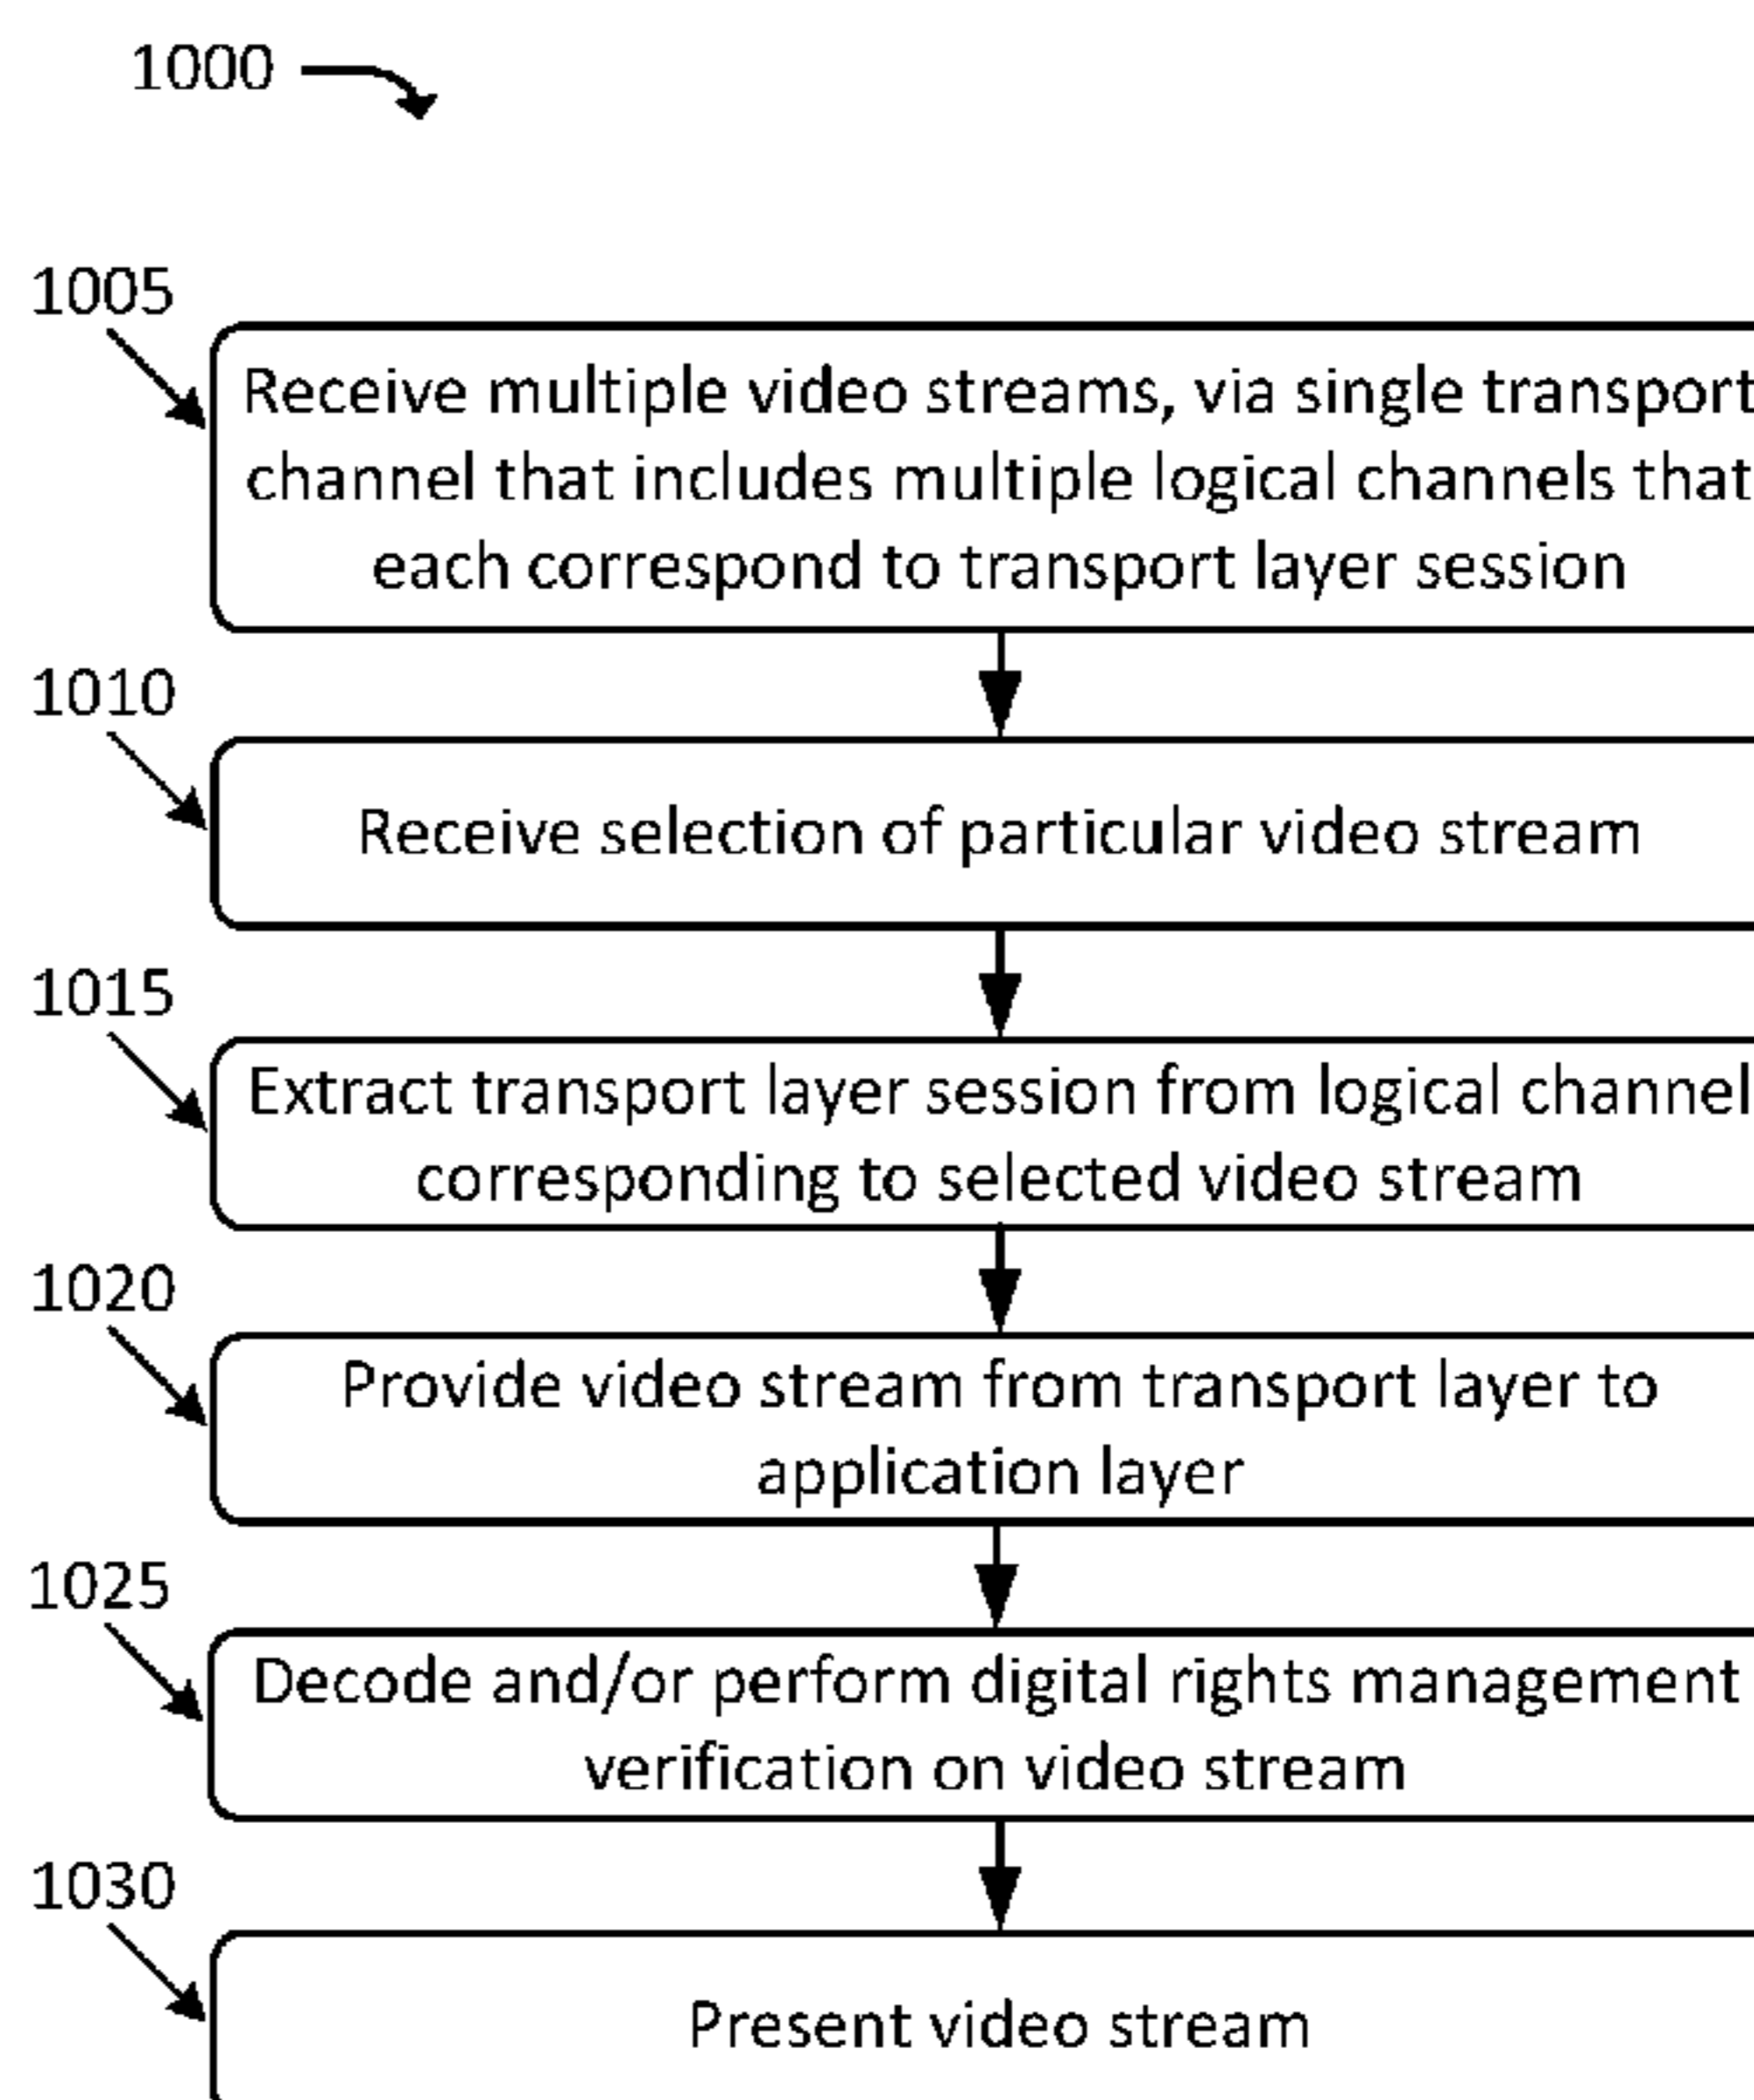 1000
1005
Receive multiple video streams, via single transport
channel that includes multiple logical channels that
each correspond to transport layer session
1010
Receive selection of particular video stream
1015
Extract transport layer session from logical channel
corresponding to selected video stream
1020
Provide video stream from transport layer to
application layer
1025
Decode and/or perform digital rights management
verification on video stream
1030
Present video stream